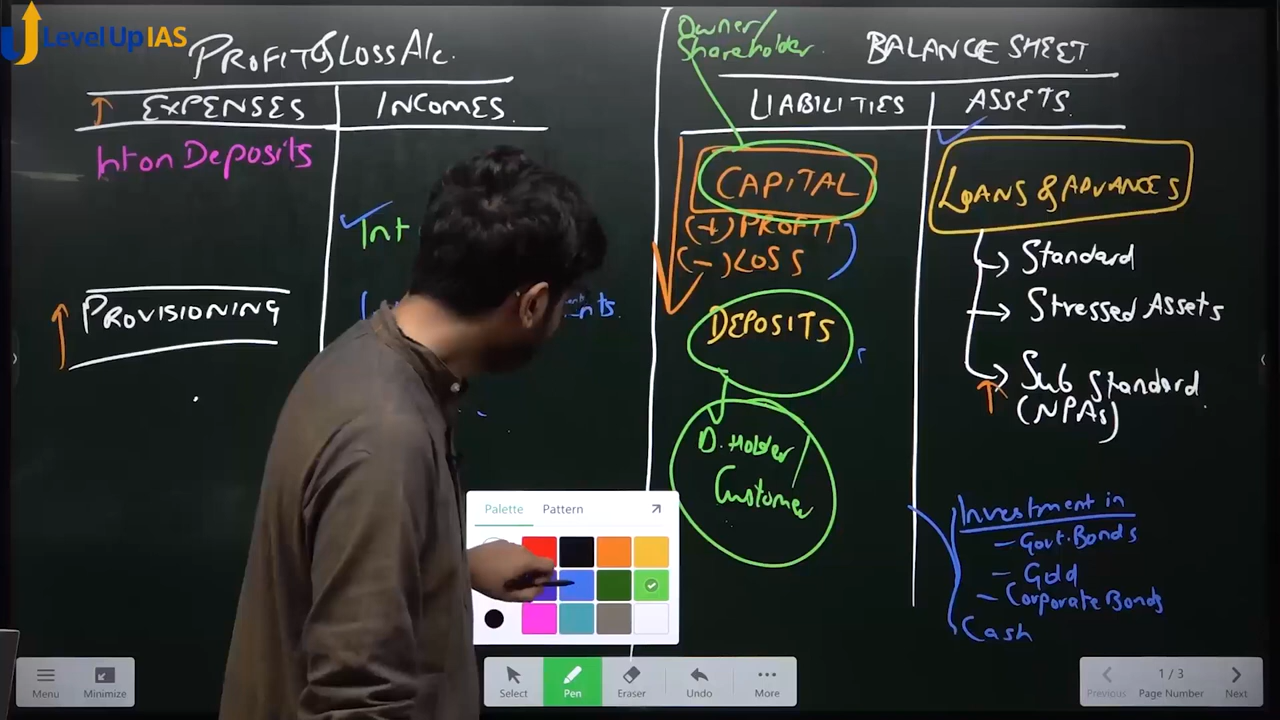 LevelUp IAS
PROFIT & LOSS A/c.
EXPENSES
INCOMES
Int on Deposits
Int
PROVISIONING
Owner/
Shareholder
BALANCE SHEET
LIABILITIES
ASSETS
CAPITAL
(+) PROFIT
(-) LOSS
DEPOSITS
D. Holder/
Customer
LOANS & ADVANCES
Standard
Stressed Assets
Sub Standard
(NPAs)
Investment in
- Govt. Bonds
- Gold
- Corporate Bonds
Cash
Palette
Pattern
Menu
Minimize
Select
Pen
Eraser
Undo
More
Previous
1 / 3
Page Number
Next